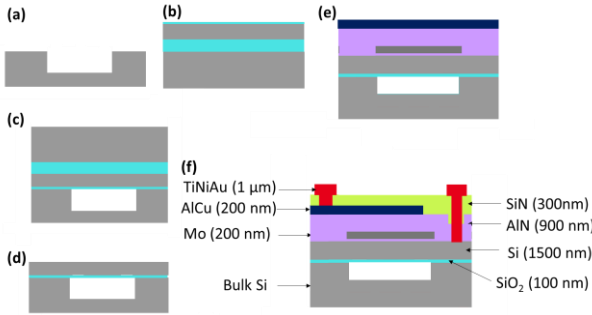 (a)
(b)
(e)
(c)
(f)
TiNiAu (1 µm)
AlCu (200 nm)
Mo (200 nm)
Bulk Si
SiN (300nm)
AlN (900 nm)
Si (1500 nm)
SiO₂ (100 nm)
(d)